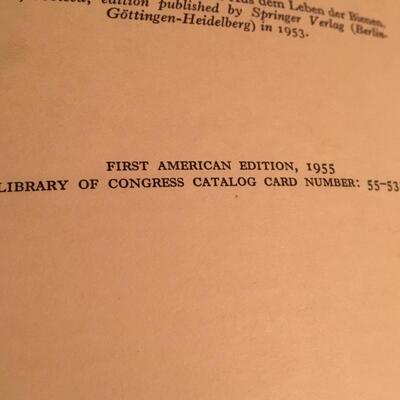 edition published by Springer Verlag (Berlin-
dem Leben der Bienen,
Göttingen-Heidelberg) in 1953.
FIRST AMERICAN EDITION, 1955
LIBRARY OF CONGRESS CATALOG CARD NUMBER: 55-53